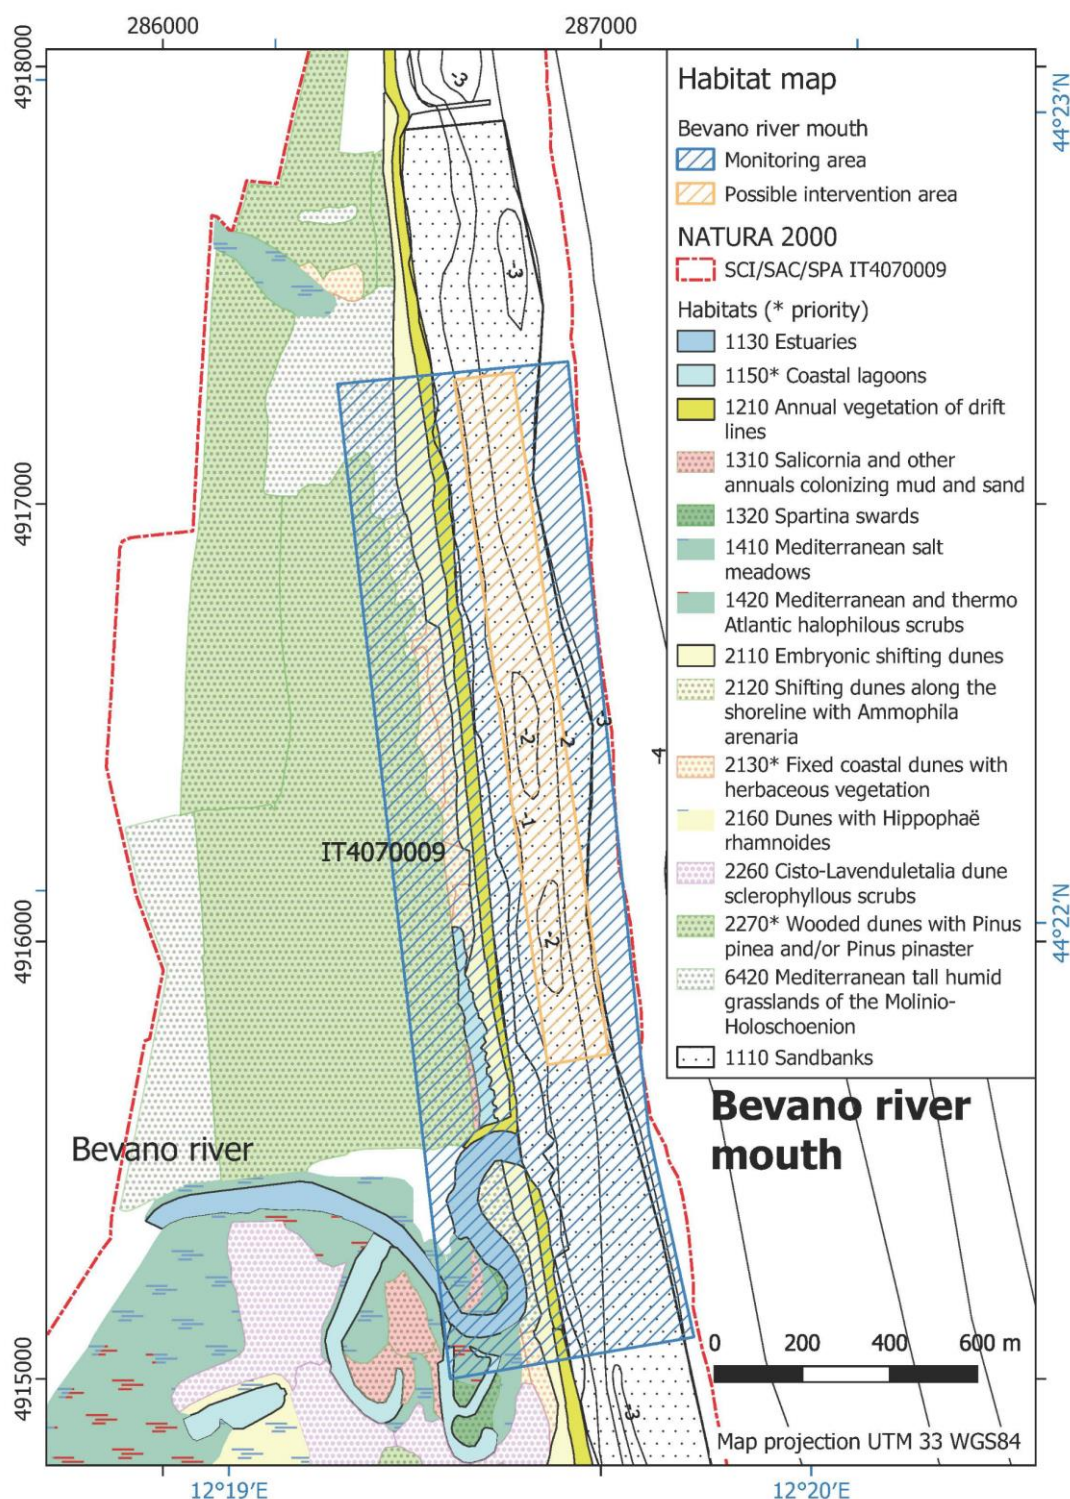 286000
287000
4918000
4917000
4916000
4915000
44°23′N
44°22′N
12°19′E
12°20′E
Habitat map
Bevano river mouth
Monitoring area
Possible intervention area
NATURA 2000
SCI/SAC/SPA IT4070009
Habitats (* priority)
1130 Estuaries
1150* Coastal lagoons
1210 Annual vegetation of drift
lines
1310 Salicornia and other
annuals colonizing mud and sand
1320 Spartina swards
1410 Mediterranean salt
meadows
1420 Mediterranean and thermo
Atlantic halophilous scrubs
2110 Embryonic shifting dunes
2120 Shifting dunes along the
shoreline with Ammophila
arenaria
2130* Fixed coastal dunes with
herbaceous vegetation
2160 Dunes with Hippophaë
rhamnoides
2260 Cisto-Lavenduletalia dune
sclerophyllous scrubs
2270* Wooded dunes with Pinus
pinea and/or Pinus pinaster
6420 Mediterranean tall humid
grasslands of the Molinio-
Holoschoenion
1110 Sandbanks
-3
-3
-2
-2
-3
-4
-1
-2
-3
IT4070009
Bevano river
Bevano river
mouth
0 200 400 600 m
Map projection UTM 33 WGS84